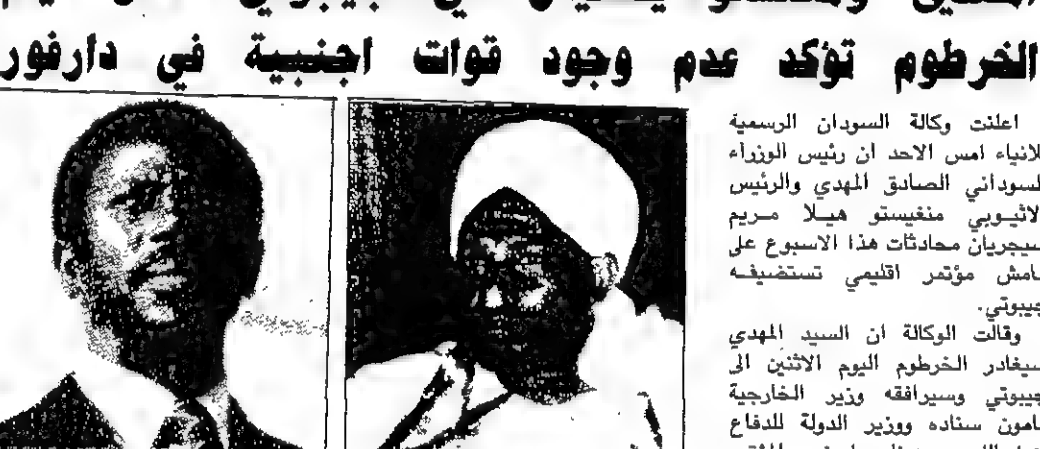 الخرطوم تؤكد عدم وجود قوات اجنبية في دارفور
اعلنت وكالة السودان الرسمية
للانباء امس الاحد ان رئيس الوزراء
السوداني الصادق المهدي والرئيس
الاثيوبي منغيستو هيلا مريم
سيجريان محادثات هذا الاسبوع على
هامش مؤتمر اقليمي تستضيفه
جيبوتي.
وقالت الوكالة ان السيد المهدي
سيغادر الخرطوم اليوم الاثنين الى
جيبوتي وسيرافقه وزير الخارجية
مامون سناده ووزير الدولة للدفاع